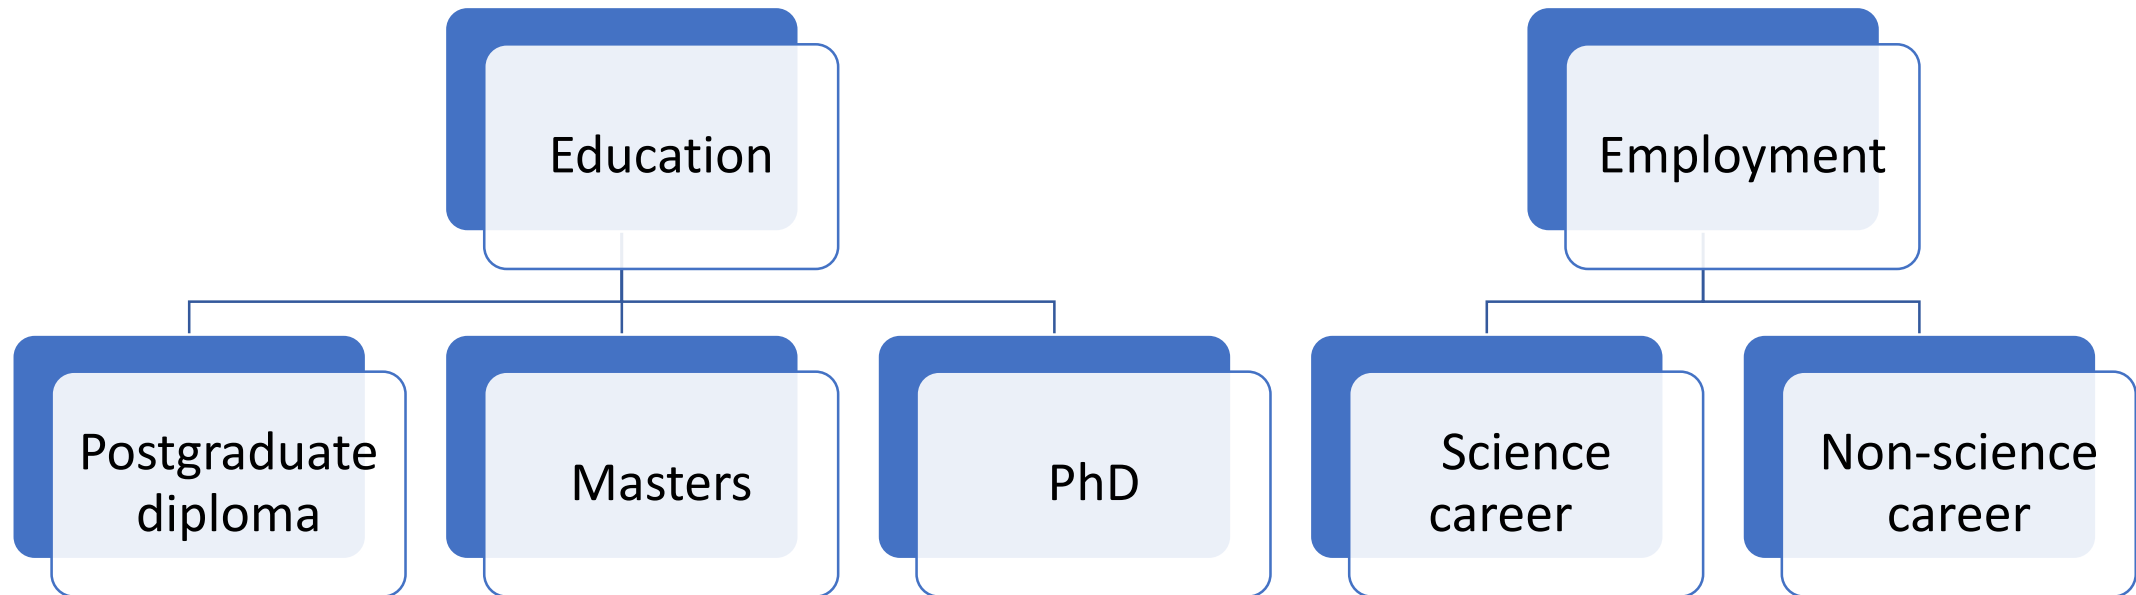 Education
Employment
Postgraduate
diploma
Masters
PhD
Science
career
Non-science
career